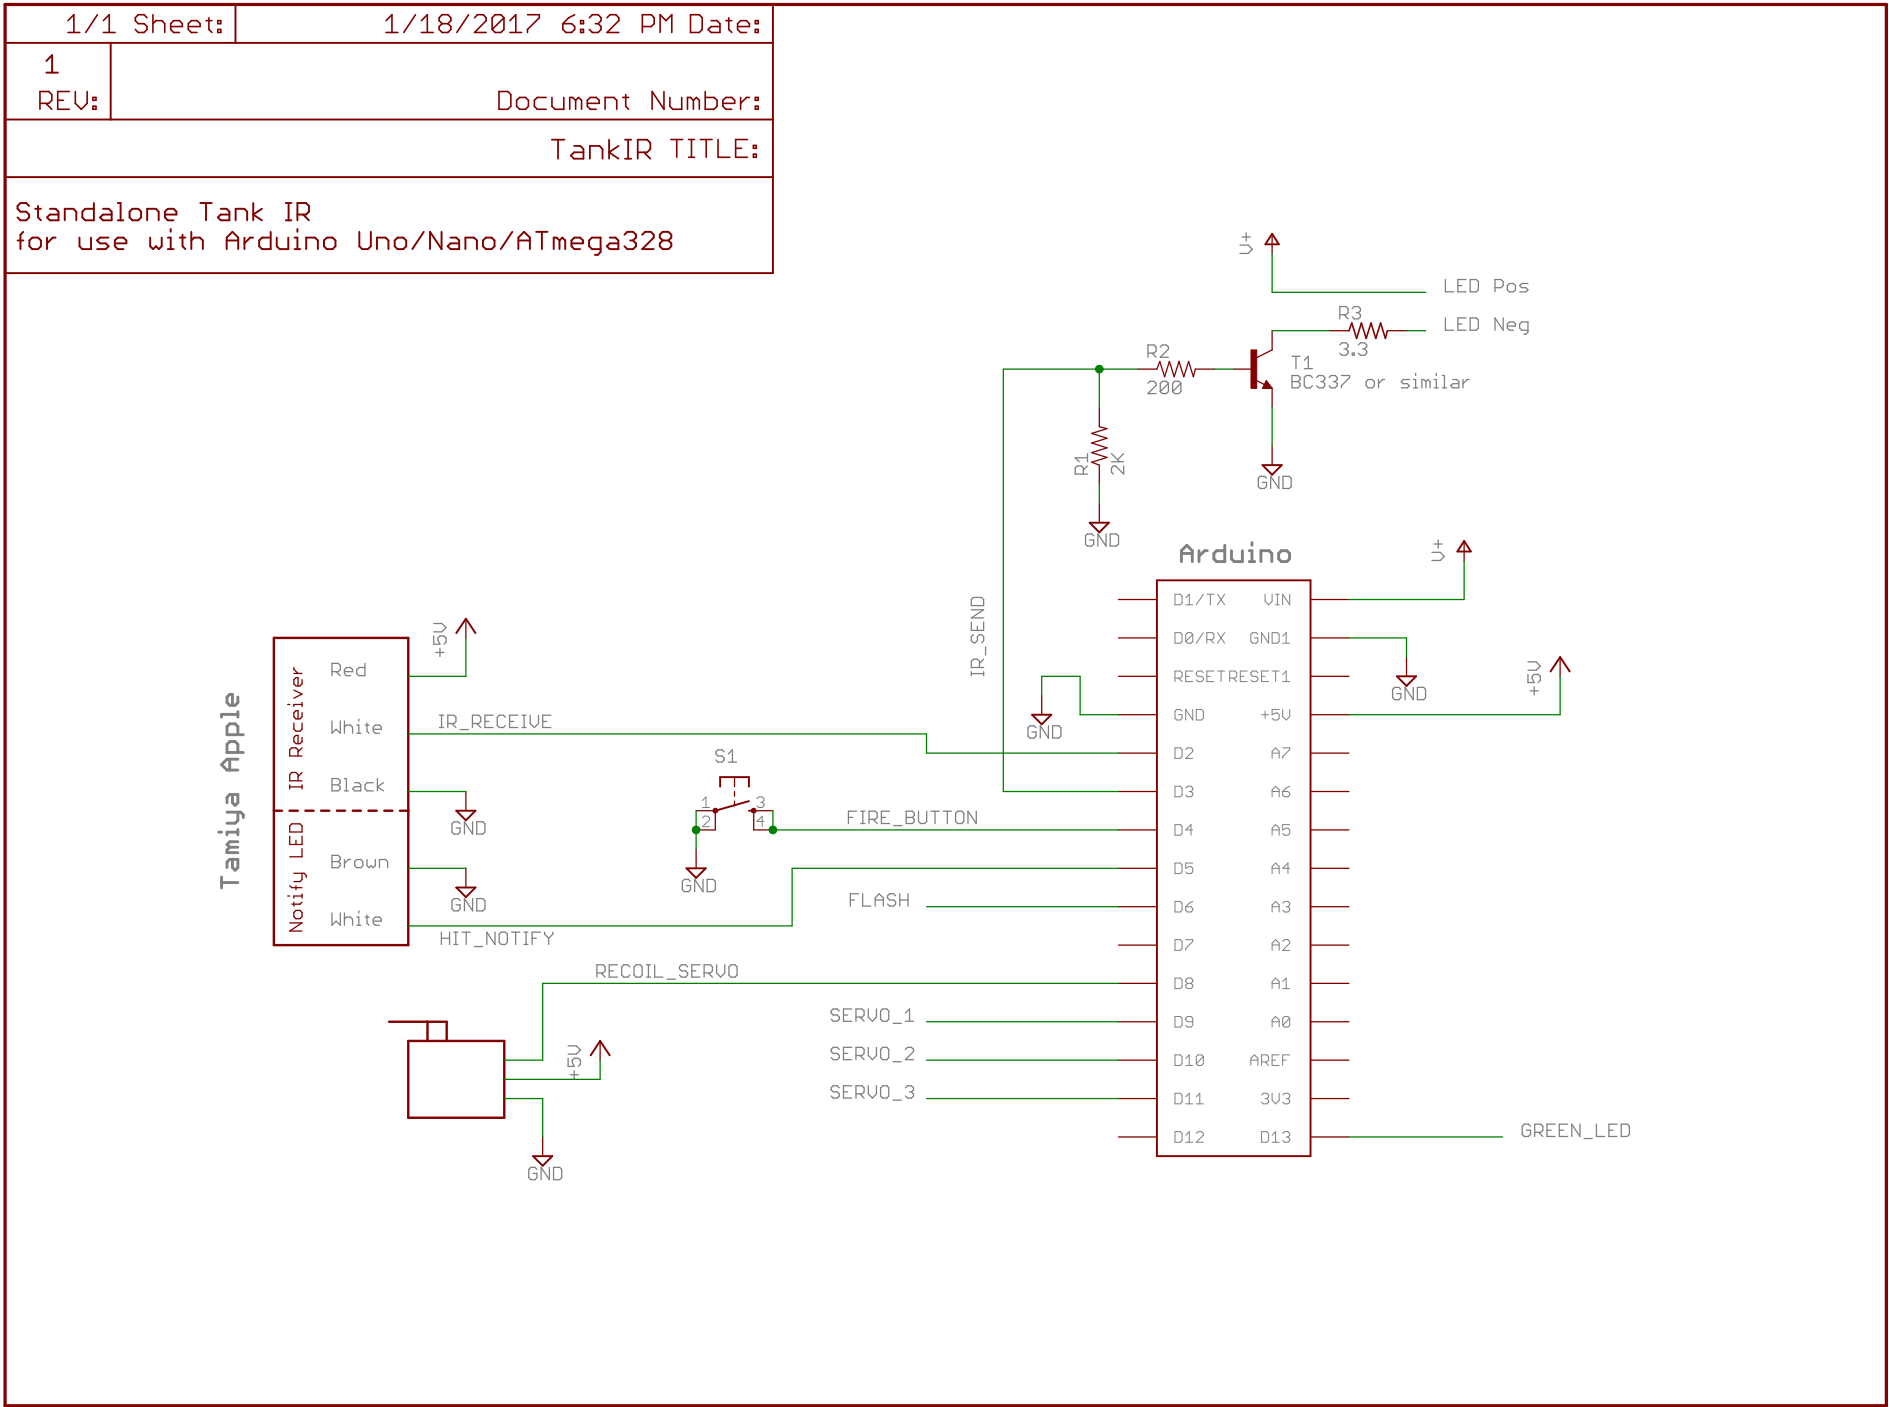 1/1 Sheet:
1/18/2017 6:32 PM Date:
1
REV:
Document Number:
TankIR TITLE:
Standalone Tank IR
for use with Arduino Uno/Nano/ATmega328
V+
LED Pos
LED Neg
R3
3.3
R2
200
T1
BC337 or similar
R1
2K
GND
GND
Arduino
V+
IR_SEND
D1/TX VIN
D0/RX GND1
RESET RESET1
GND +5V
D2 A7
D3 A6
D4 A5
D5 A4
D6 A3
D7 A2
D8 A1
D9 A0
D10 AREF
D11 3V3
D12 D13
GND
+5V
GND
GREEN_LED
Tamiya Apple
IR Receiver
Notify LED
Red
White
Black
Brown
White
+5V
IR_RECEIVE
GND
GND
HIT_NOTIFY
S1
1 3
2 4
GND
FIRE_BUTTON
FLASH
RECOIL_SERVO
SERVO_1
SERVO_2
SERVO_3
+5V
GND